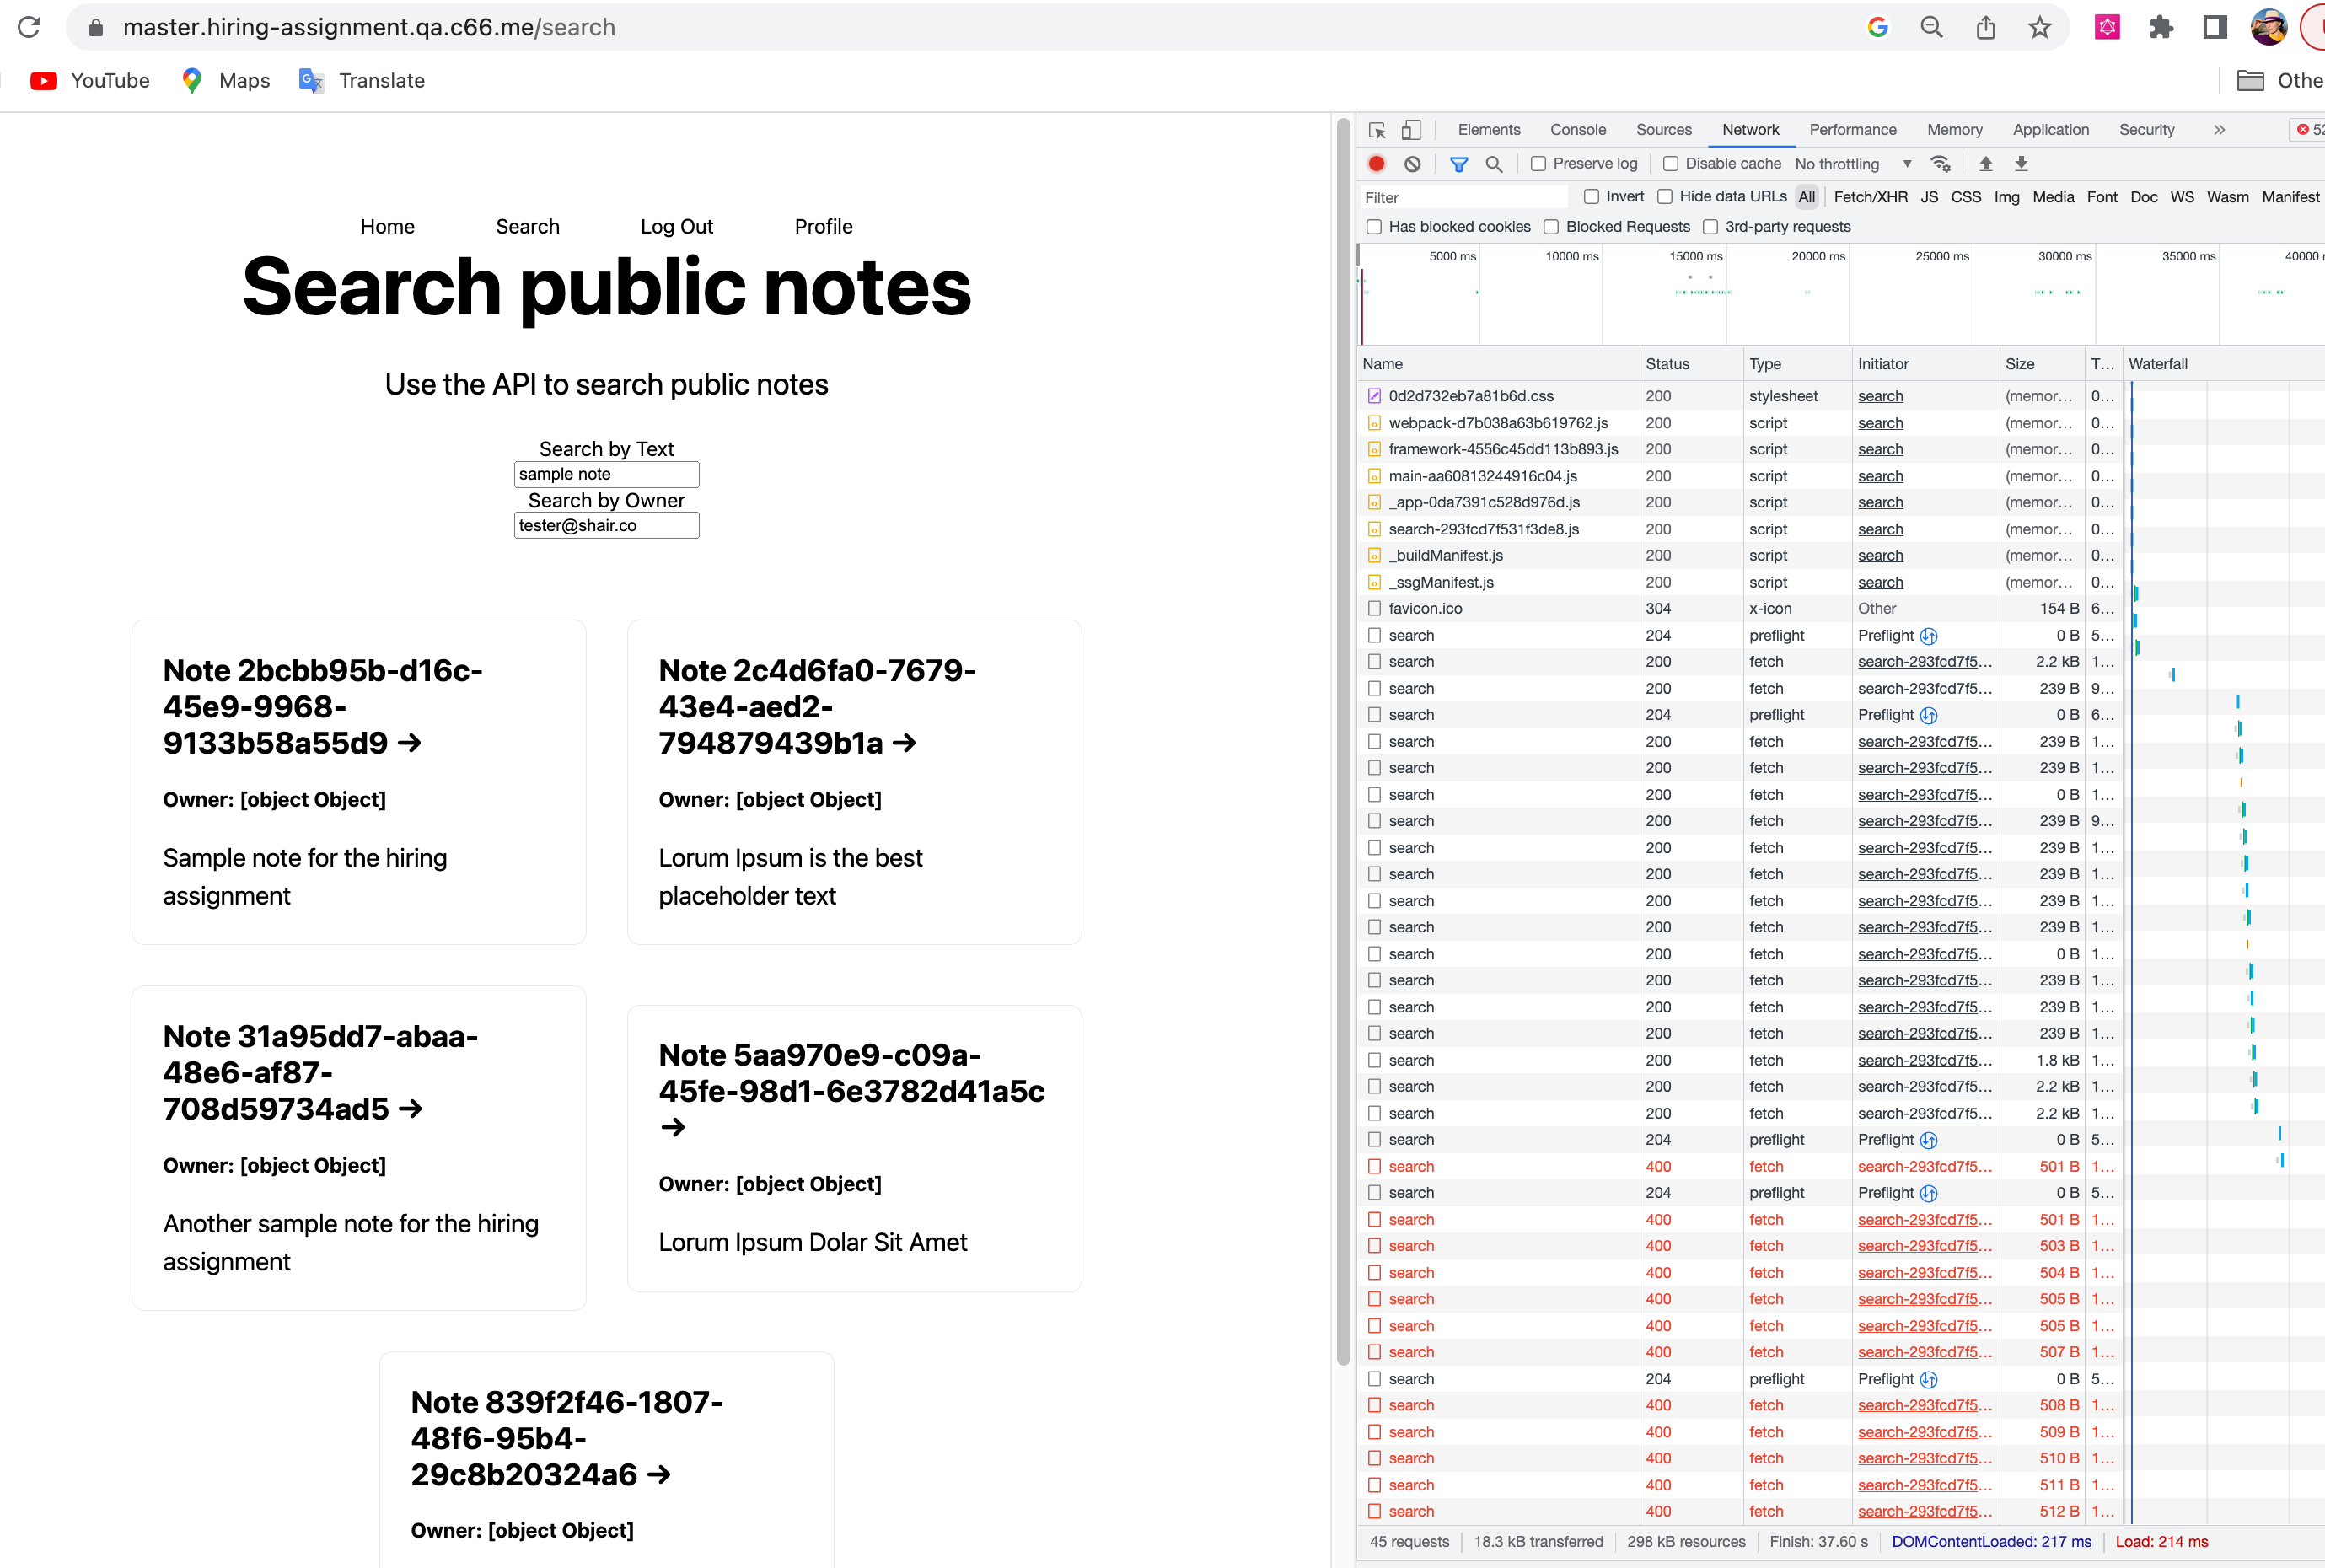 master.hiring-assignment.qa.c66.me/search
YouTube Maps Translate Othe
Home Search Log Out Profile
Search public notes
Use the API to search public notes
Search by Text
sample note
Search by Owner
tester@shair.co
Note 2bcbb95b-d16c-
45e9-9968-
9133b58a55d9 →
Owner: [object Object]
Sample note for the hiring
assignment
Note 2c4d6fa0-7679-
43e4-aed2-
794879439b1a →
Owner: [object Object]
Lorum Ipsum is the best
placeholder text
Note 31a95dd7-abaa-
48e6-af87-
708d59734ad5 →
Owner: [object Object]
Another sample note for the hiring
assignment
Note 5aa970e9-c09a-
45fe-98d1-6e3782d41a5c
→
Owner: [object Object]
Lorum Ipsum Dolar Sit Amet
Note 839f2f46-1807-
48f6-95b4-
29c8b20324a6 →
Owner: [object Object]
Elements Console Sources Network Performance Memory Application Security » 52
Preserve log Disable cache No throttling
Filter Invert Hide data URLs All Fetch/XHR JS CSS Img Media Font Doc WS Wasm Manifest
Has blocked cookies Blocked Requests 3rd-party requests
5000 ms 10000 ms 15000 ms 20000 ms 25000 ms 30000 ms 35000 ms 40000
Name Status Type Initiator Size T... Waterfall
0d2d732eb7a81b6d.css 200 stylesheet search (memor... 0...
webpack-d7b038a63b619762.js 200 script search (memor... 0...
framework-4556c45dd113b893.js 200 script search (memor... 0...
main-aa60813244916c04.js 200 script search (memor... 0...
_app-0da7391c528d976d.js 200 script search (memor... 0...
search-293fcd7f531f3de8.js 200 script search (memor... 0...
_buildManifest.js 200 script search (memor... 0...
_ssgManifest.js 200 script search (memor... 0...
favicon.ico 304 x-icon Other 154 B 6...
search 204 preflight Preflight 0 B 5...
search 200 fetch search-293fcd7f5... 2.2 kB 1...
search 200 fetch search-293fcd7f5... 239 B 9...
search 204 preflight Preflight 0 B 6...
search 200 fetch search-293fcd7f5... 239 B 1...
search 200 fetch search-293fcd7f5... 239 B 1...
search 200 fetch search-293fcd7f5... 0 B 1...
search 200 fetch search-293fcd7f5... 239 B 9...
search 200 fetch search-293fcd7f5... 239 B 1...
search 200 fetch search-293fcd7f5... 239 B 1...
search 200 fetch search-293fcd7f5... 239 B 1...
search 200 fetch search-293fcd7f5... 239 B 1...
search 200 fetch search-293fcd7f5... 0 B 1...
search 200 fetch search-293fcd7f5... 239 B 1...
search 200 fetch search-293fcd7f5... 239 B 1...
search 200 fetch search-293fcd7f5... 239 B 1...
search 200 fetch search-293fcd7f5... 1.8 kB 1...
search 200 fetch search-293fcd7f5... 2.2 kB 1...
search 200 fetch search-293fcd7f5... 2.2 kB 1...
search 204 preflight Preflight 0 B 5...
search 400 fetch search-293fcd7f5... 501 B 1...
search 204 preflight Preflight 0 B 5...
search 400 fetch search-293fcd7f5... 501 B 1...
search 400 fetch search-293fcd7f5... 503 B 1...
search 400 fetch search-293fcd7f5... 504 B 1...
search 400 fetch search-293fcd7f5... 505 B 1...
search 400 fetch search-293fcd7f5... 505 B 1...
search 400 fetch search-293fcd7f5... 507 B 1...
search 204 preflight Preflight 0 B 5...
search 400 fetch search-293fcd7f5... 508 B 1...
search 400 fetch search-293fcd7f5... 509 B 1...
search 400 fetch search-293fcd7f5... 510 B 1...
search 400 fetch search-293fcd7f5... 511 B 1...
search 400 fetch search-293fcd7f5... 512 B 1...
45 requests 18.3 kB transferred 298 kB resources Finish: 37.60 s DOMContentLoaded: 217 ms Load: 214 ms